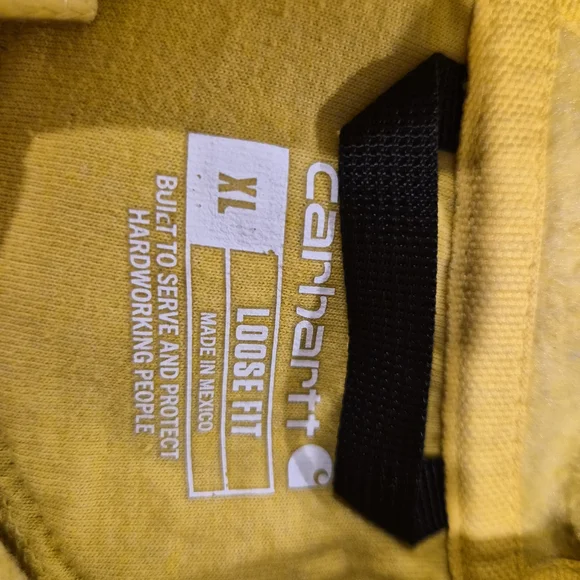 carhartt
XL
LOOSE FIT
MADE IN MEXICO
BUILT TO SERVE AND PROTECT
HARDWORKING PEOPLE